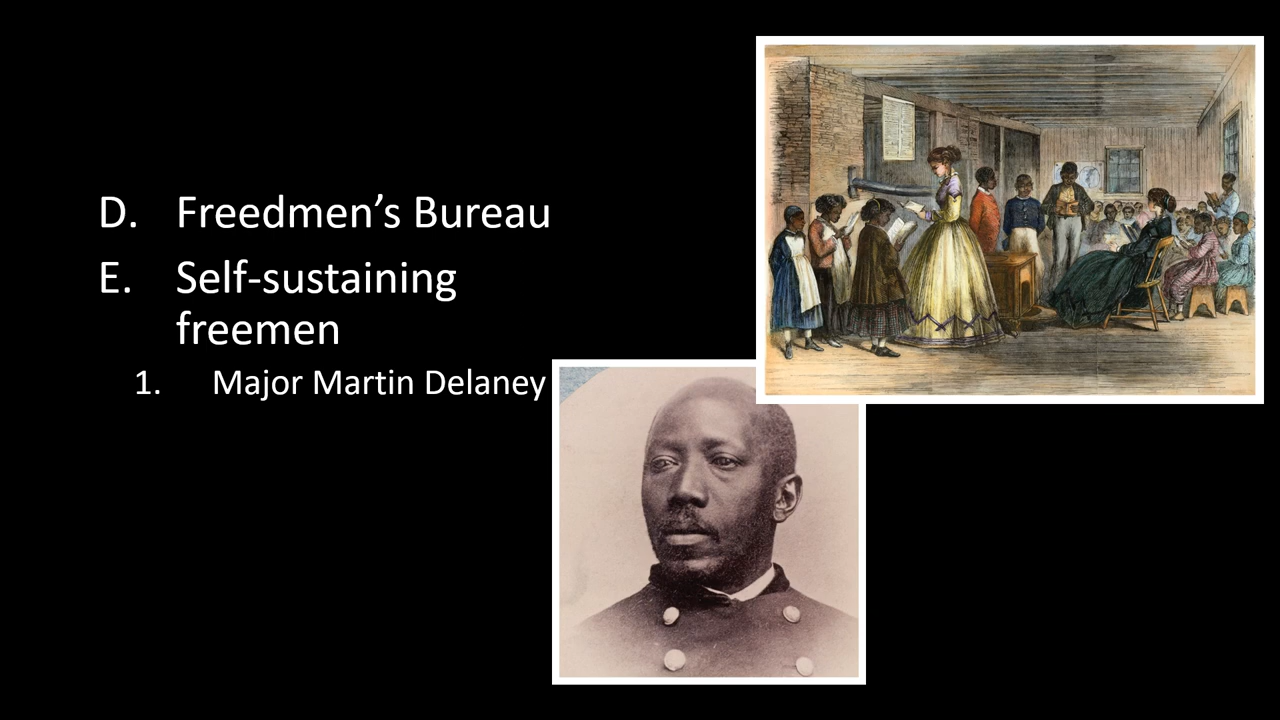 D. Freedmen’s Bureau
E. Self-sustaining
freemen
1. Major Martin Delaney